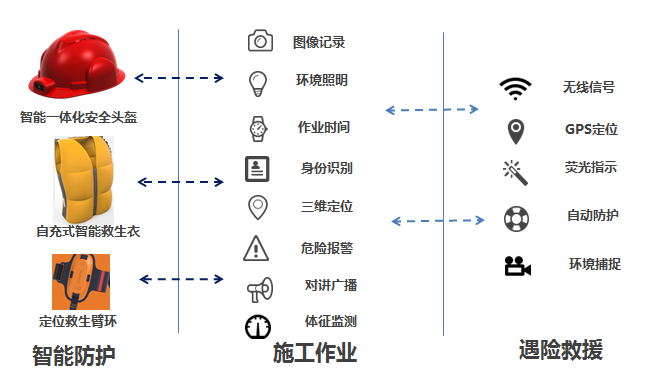 智能一体化安全头盔
自充式智能救生衣
定位救生臂环
智能防护
图像记录
环境照明
作业时间
身份识别
三维定位
危险报警
对讲广播
体征监测
施工作业
无线信号
GPS定位
荧光指示
自动防护
环境捕捉
遇险救援